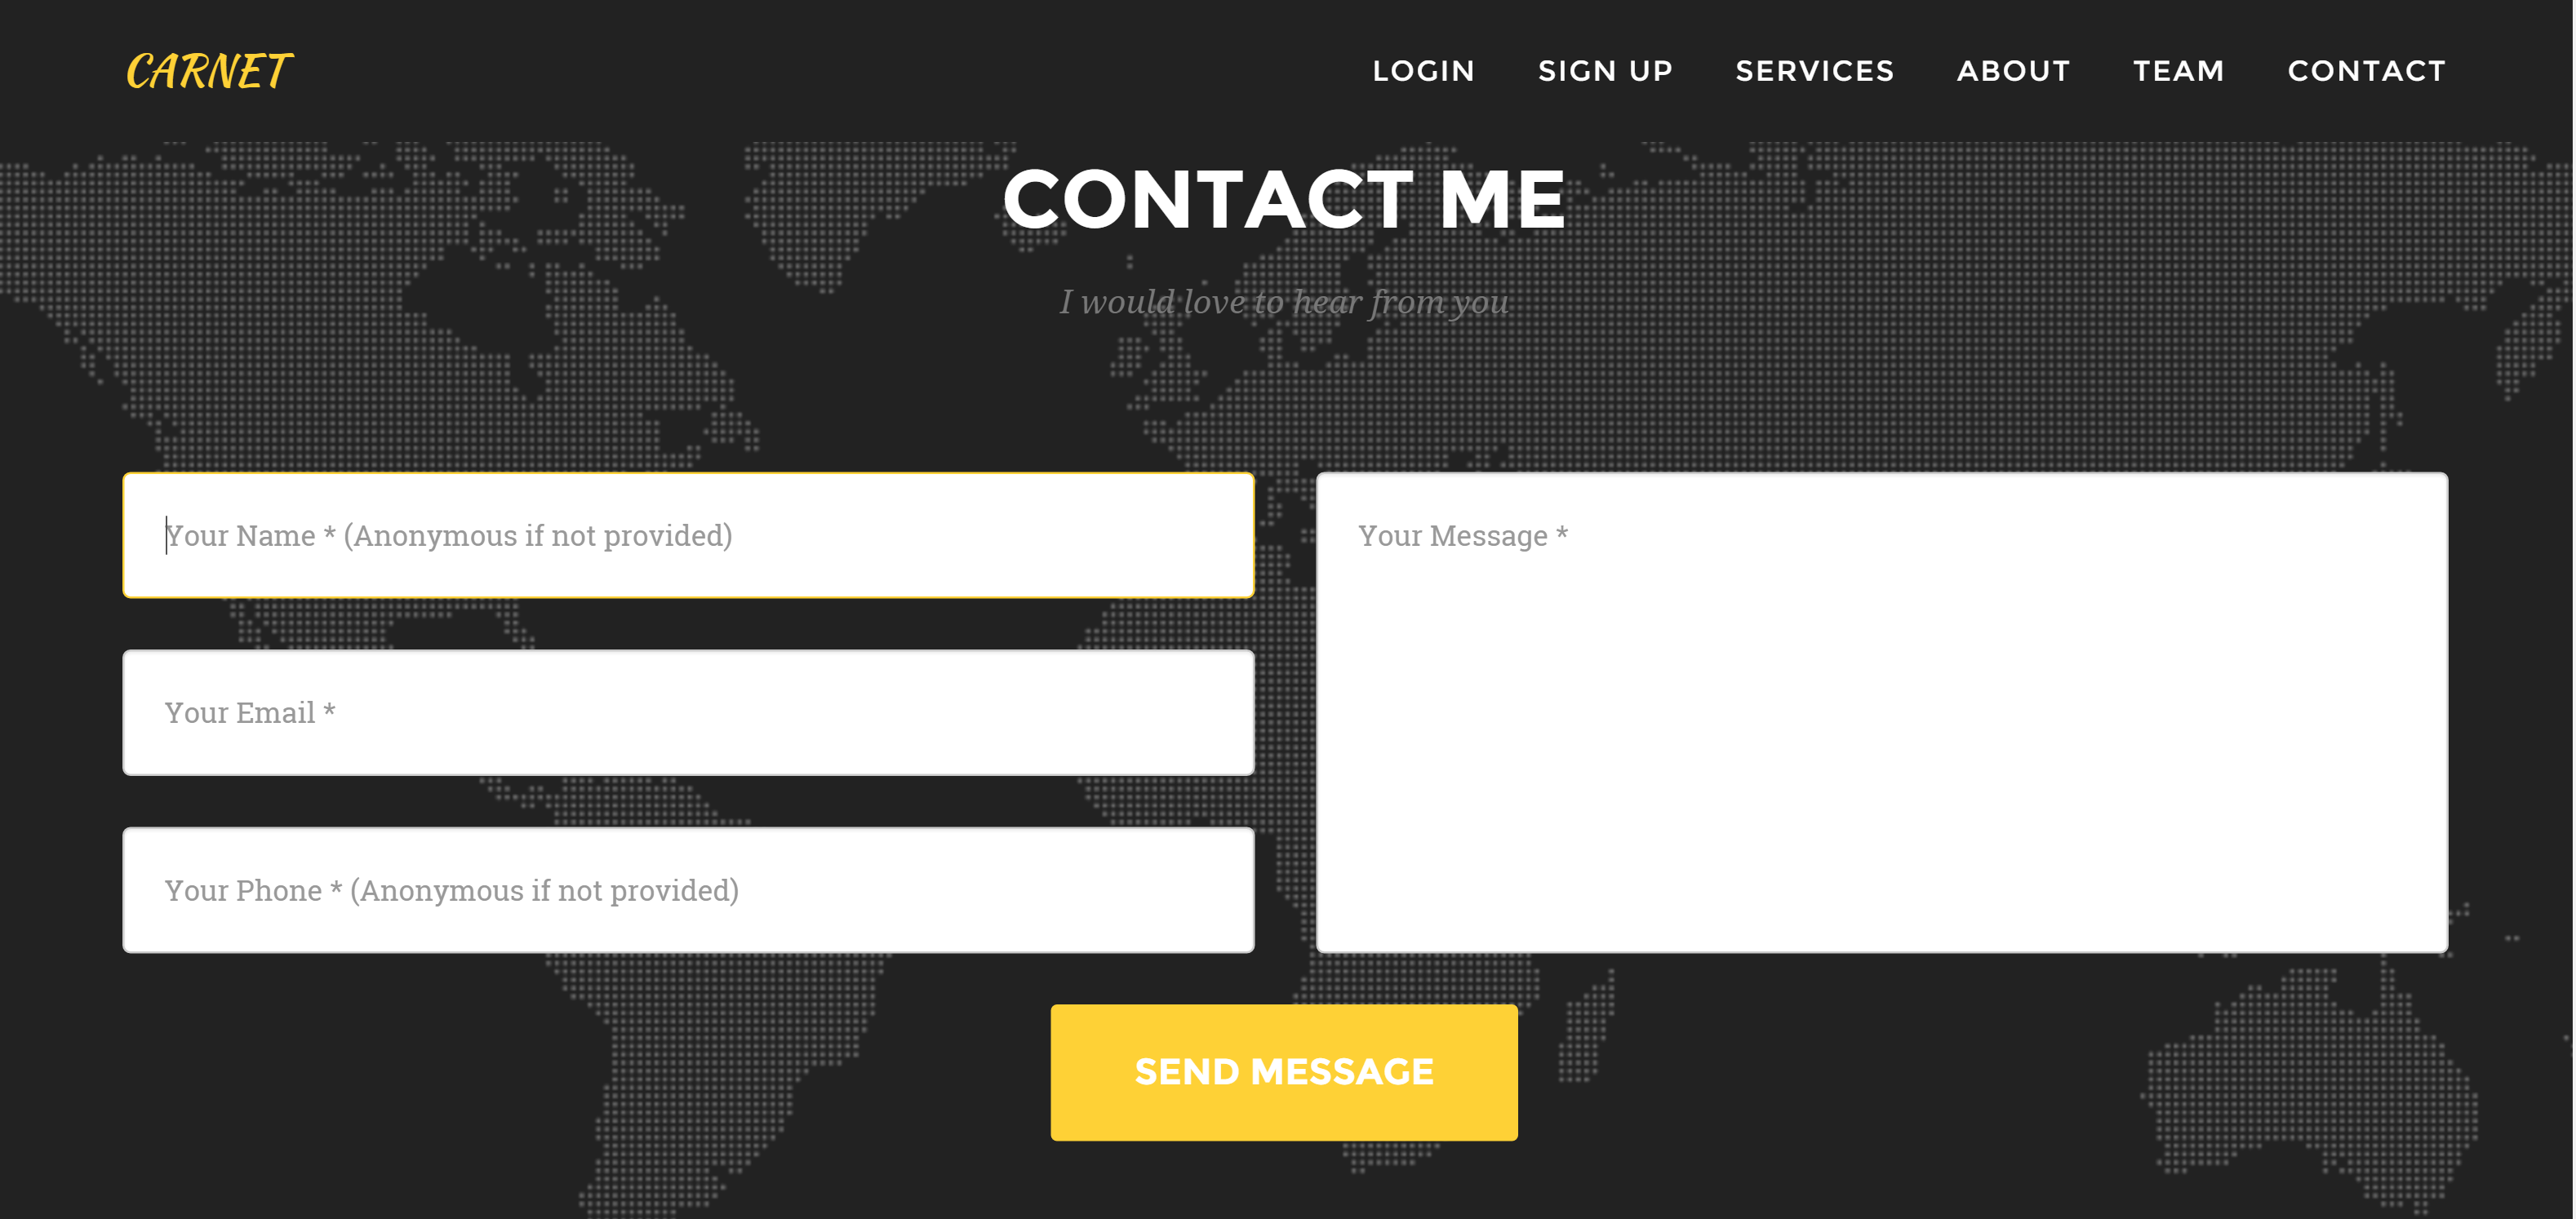 CARNET
LOGIN SIGN UP SERVICES ABOUT TEAM CONTACT
CONTACT ME
I would love to hear from you
Your Name * (Anonymous if not provided)
Your Email *
Your Phone * (Anonymous if not provided)
Your Message *
SEND MESSAGE